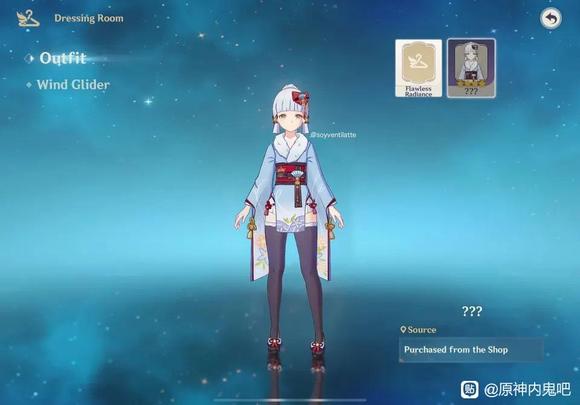 Dressing Room
Outfit
Wind Glider
Flawless
Radiance
???
@soyventilatte
???
Source
Purchased from the Shop
贴 @原神内鬼吧